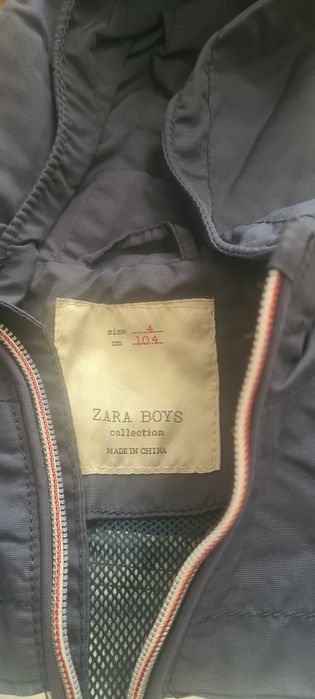 size 4
cm 104
ZARA BOYS
collection
MADE IN CHINA